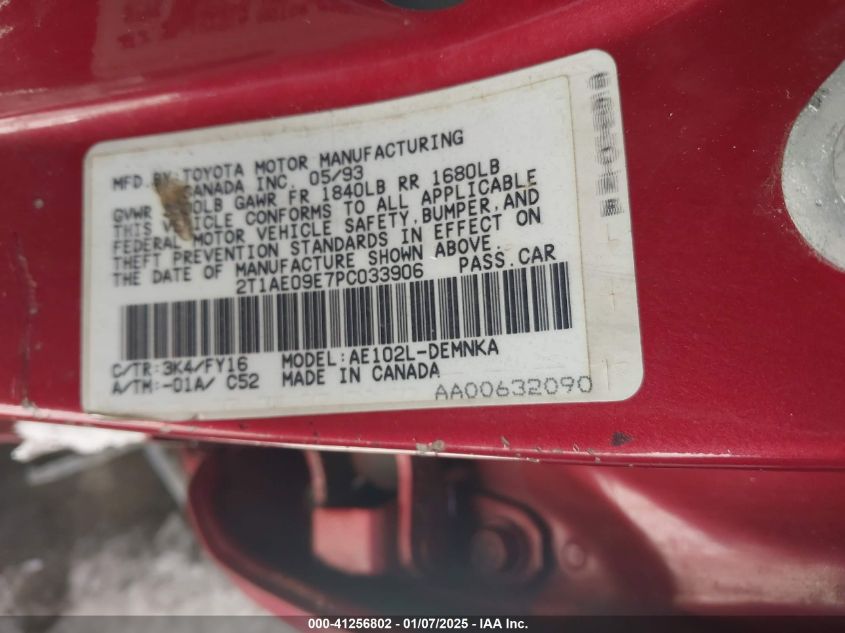 MFD. BY: TOYOTA MOTOR MANUFACTURING
CANADA INC. 05/93
GVWR LB GAWR FR 1840LB RR 1680LB
THIS VEHICLE CONFORMS TO ALL APPLICABLE
FEDERAL MOTOR VEHICLE SAFETY, BUMPER, AND
THEFT PREVENTION STANDARDS IN EFFECT ON
THE DATE OF MANUFACTURE SHOWN ABOVE.
2T1AE09E7PC033906 PASS. CAR
C/TR: 3K4/FY16 MODEL: AE102L-DEMNKA
A/TM: -01A/ C52 MADE IN CANADA
AA00632090
000-41256802 - 01/07/2025 - IAA Inc.